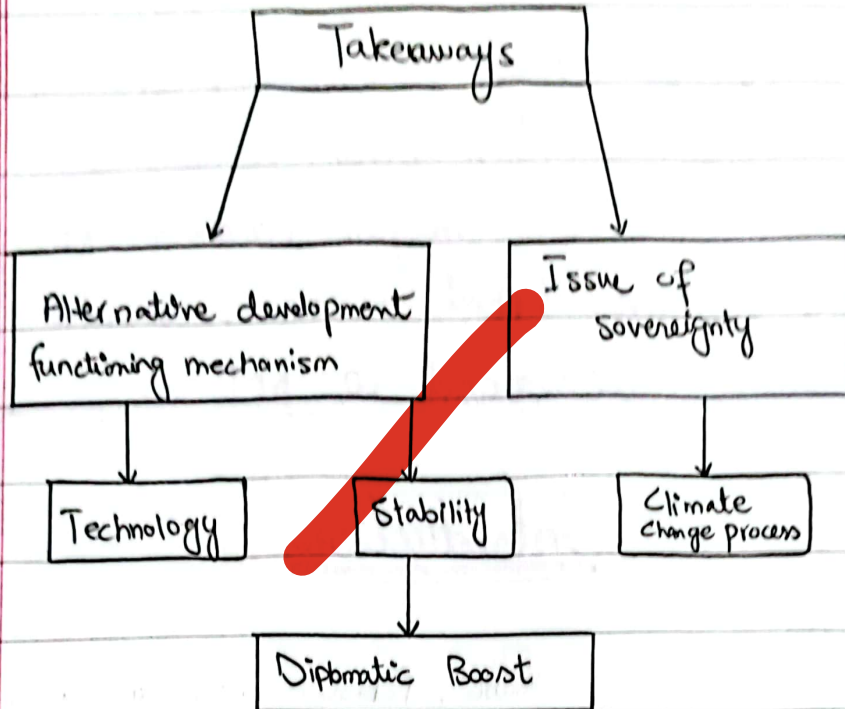 Takeaways
Alternative development
functioning mechanism
Issue of
sovereignty
Technology
Stability
Climate
change process
Diplomatic Boost